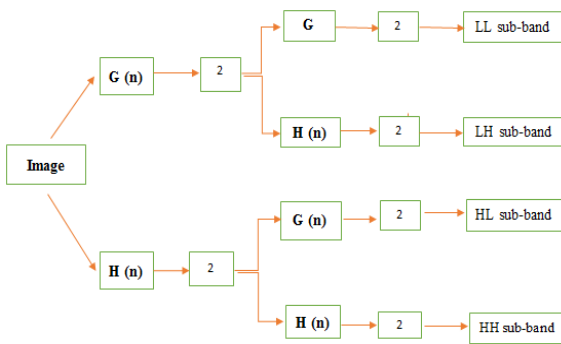 G
2
LL sub-band
G (n)
2
H (n)
2
LH sub-band
Image
G (n)
2
HL sub-band
H (n)
2
H (n)
2
HH sub-band